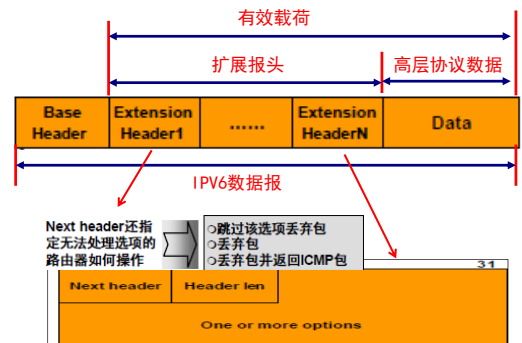 有效载荷
扩展报头
高层协议数据
Base Header
Extension Header1
......
Extension HeaderN
Data
IPV6数据报
Next header还指
定无法处理选项的
路由器如何操作
○跳过该选项丢弃包
○丢弃包
○丢弃包并返回ICMP包
31
Next header
Header len
One or more options